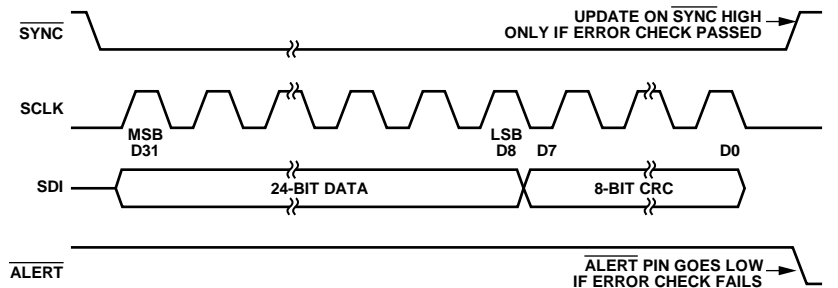 SYNC
UPDATE ON SYNC HIGH
ONLY IF ERROR CHECK PASSED
SCLK
MSB
D31
LSB
D8
D7
D0
SDI
24-BIT DATA
8-BIT CRC
ALERT
ALERT PIN GOES LOW
IF ERROR CHECK FAILS